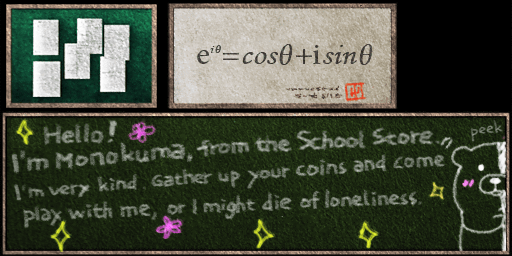 e^iθ=cosθ+isinθ
Hello!
peek
I'm Monokuma, from the School Store.
I'm very kind. Gather up your coins and come
play with me, or I might die of loneliness.